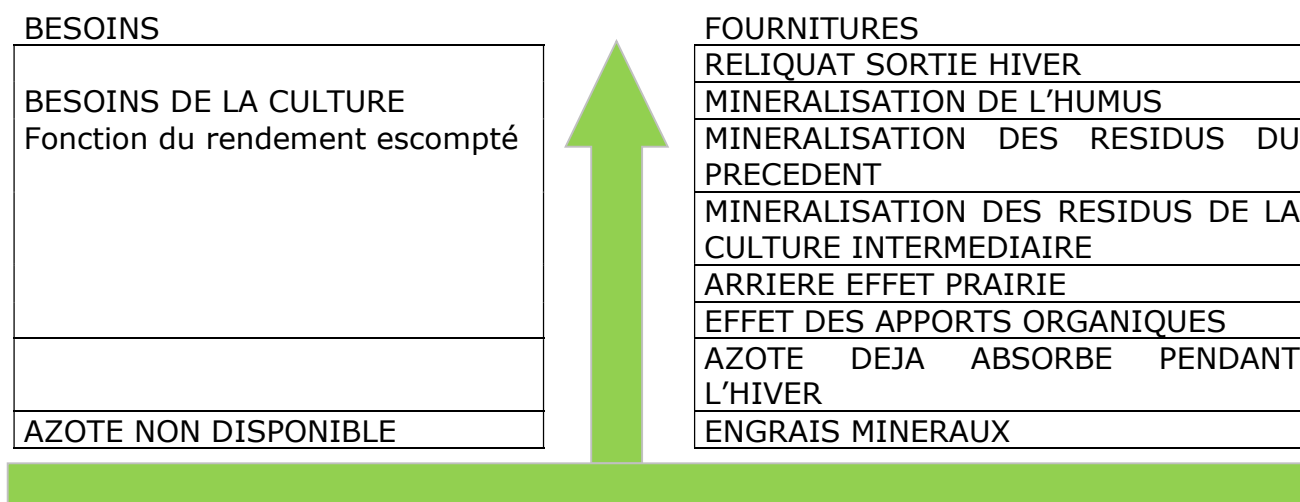 BESOINS
BESOINS DE LA CULTURE
Fonction du rendement escompté
AZOTE NON DISPONIBLE
FOURNITURES
RELIQUAT SORTIE HIVER
MINERALISATION DE L’HUMUS
MINERALISATION DES RESIDUS DU
PRECEDENT
MINERALISATION DES RESIDUS DE LA
CULTURE INTERMEDIAIRE
ARRIERE EFFET PRAIRIE
EFFET DES APPORTS ORGANIQUES
AZOTE DEJA ABSORBE PENDANT
L’HIVER
ENGRAIS MINERAUX